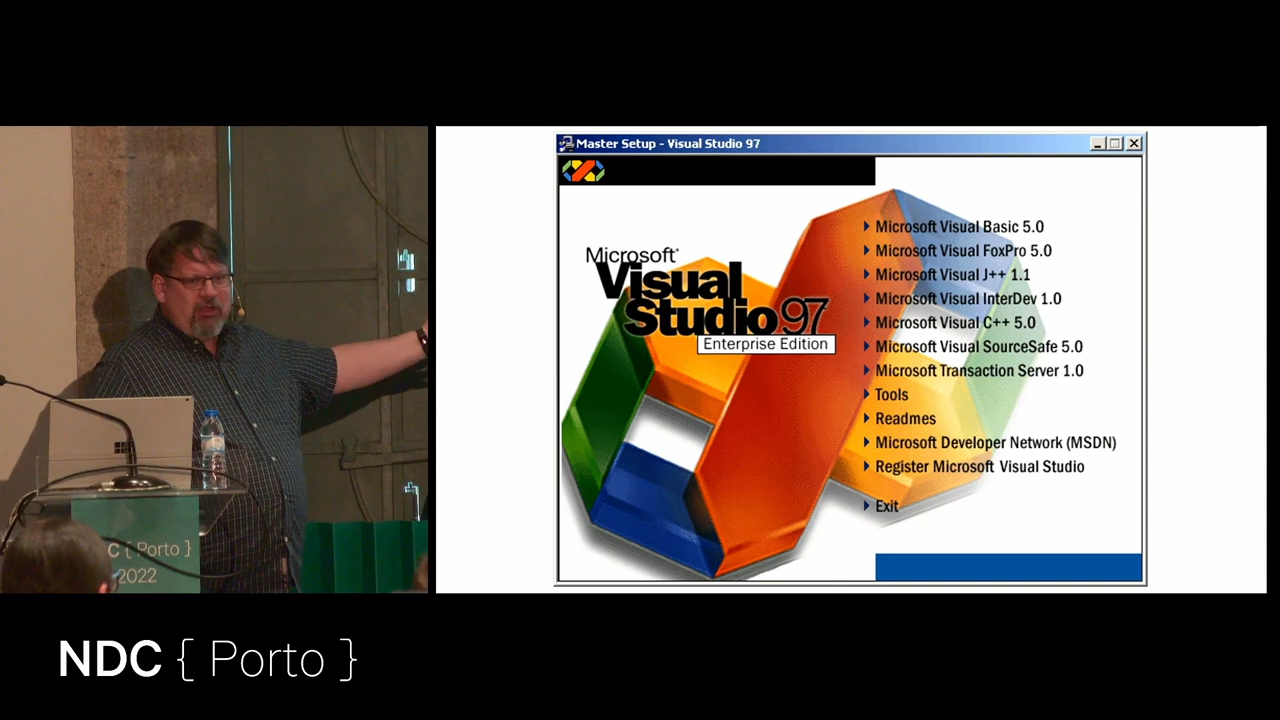 Master Setup - Visual Studio 97
Microsoft®
Visual
Studio 97
Enterprise Edition
Microsoft Visual Basic 5.0
Microsoft Visual FoxPro 5.0
Microsoft Visual J++ 1.1
Microsoft Visual InterDev 1.0
Microsoft Visual C++ 5.0
Microsoft Visual SourceSafe 5.0
Microsoft Transaction Server 1.0
Tools
Readmes
Microsoft Developer Network (MSDN)
Register Microsoft Visual Studio
Exit
C { Porto }
2022
NDC { Porto }